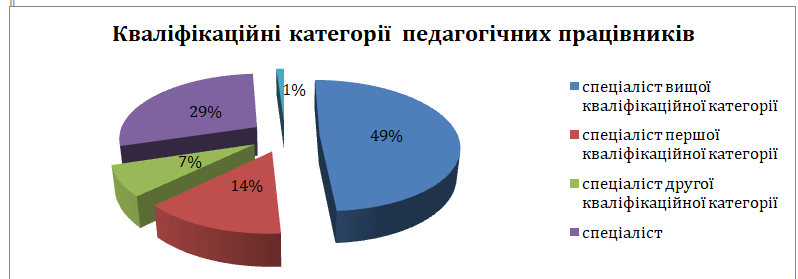 Кваліфікаційні категорії педагогічних працівників
29%
1%
49%
7%
14%
спеціаліст вищої
кваліфікаційної категорії
спеціаліст першої
кваліфікаційної категорії
спеціаліст другої
кваліфікаційної категорії
спеціаліст